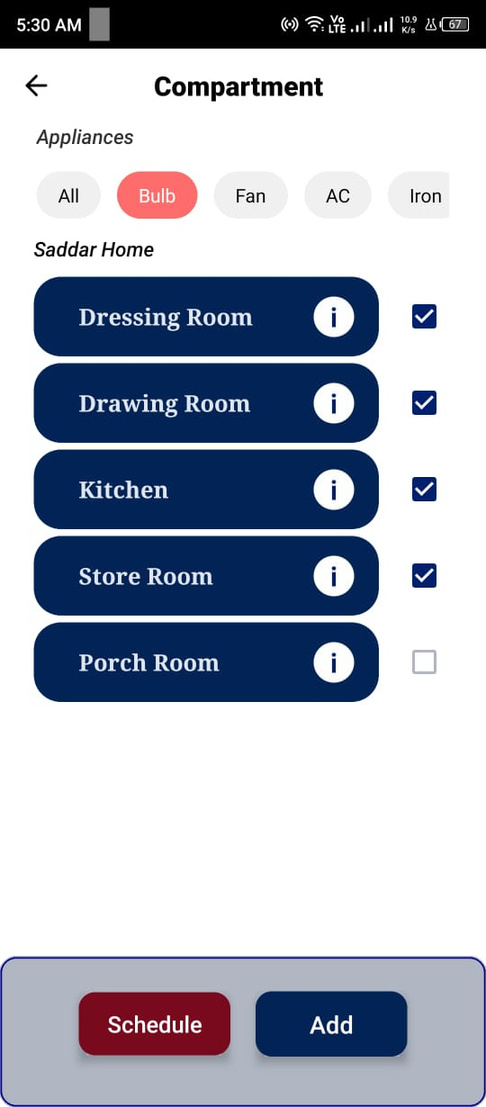 5:30 AM
Vo LTE 10.9 K/s 67
Compartment
Appliances
All Bulb Fan AC Iron
Saddar Home
Dressing Room i
Drawing Room i
Kitchen i
Store Room i
Porch Room i
Schedule Add